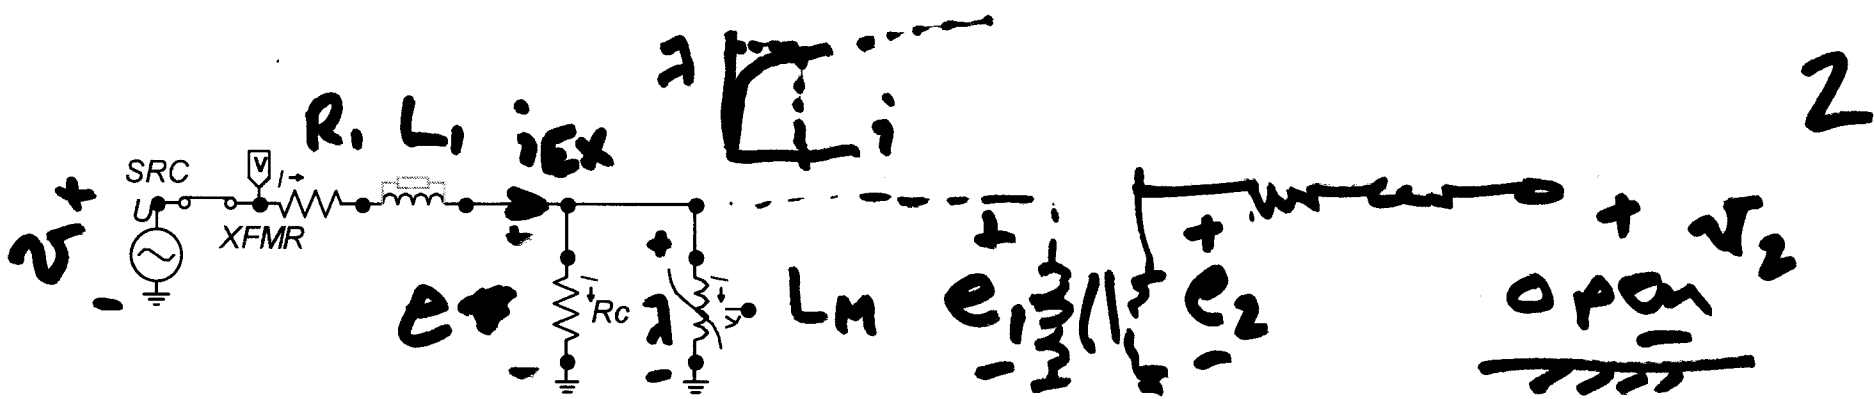 λ
i
2
R₁ L₁ iEX
SRC
V
I
+
U
XFMR
v
-
+
e
-
Rc
+
λ
-
LM
+
e₁
-
+
e₂
-
+ v₂
open
-